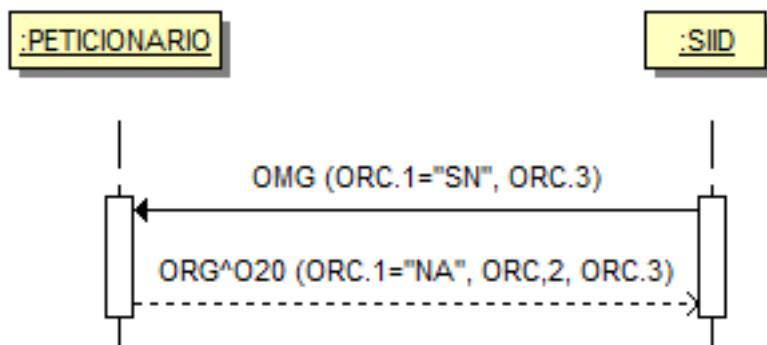 :PETICIONARIO
:SIID
OMG (ORC.1="SN", ORC.3)
ORG^O20 (ORC.1="NA", ORC,2, ORC.3)